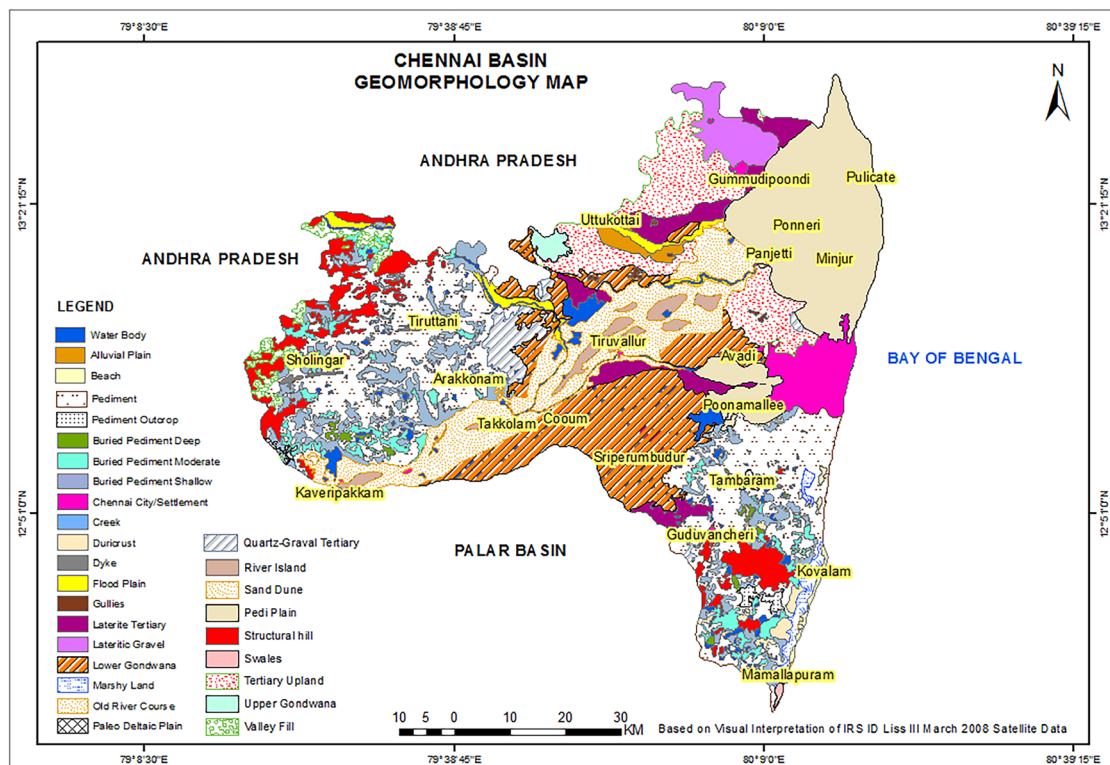 79°8'30"E
79°38'45"E
80°9'0"E
80°39'15"E
CHENNAI BASIN
GEOMORPHOLOGY MAP
N
ANDHRA PRADESH
Gummudipoondi
Pulicate
13°21'15"N
13°21'15"N
Uttukottai
Ponneri
ANDHRA PRADESH
Panjetti
Minjur
LEGEND
Water Body
Alluvial Plain
Beach
Pediment
Pediment Outcrop
Buried Pediment Deep
Buried Pediment Moderate
Buried Pediment Shallow
Chennai City/Settlement
Creek
Duricrust
Dyke
Flood Plain
Gullies
Laterite Tertiary
Lateritic Gravel
Lower Gondwana
Marshy Land
Old River Course
Paleo Deltaic Plain
Quartz-Graval Tertiary
River Island
Sand Dune
Pedi Plain
Structural hill
Swales
Tertiary Upland
Upper Gondwana
Valley Fill
Tiruttani
Tiruvallur
Sholingar
Avadi
BAY OF BENGAL
Arakkonam
Poonamallee
Takkolam
Cooum
Sriperumbudur
Tambaram
Kaveripakkam
12°51'0"N
12°51'0"N
Guduvancheri
PALAR BASIN
Kovalam
Mamallapuram
10 5 0 10 20 30
KM
Based on Visual Interpretation of IRS ID Liss III March 2008 Satellite Data
79°8'30"E
79°38'45"E
80°9'0"E
80°39'15"E